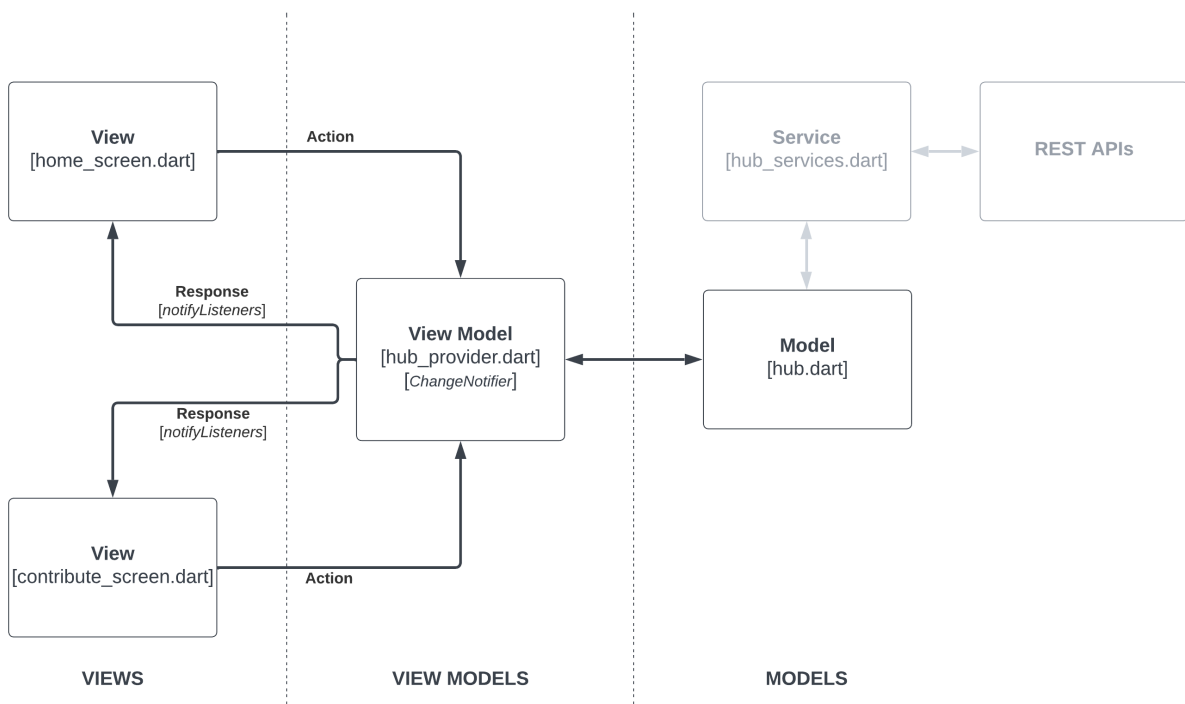 View
[home_screen.dart]
Action
Service
[hub_services.dart]
REST APIs
Response
[notifyListeners]
View Model
[hub_provider.dart]
[ChangeNotifier]
Model
[hub.dart]
Response
[notifyListeners]
View
[contribute_screen.dart]
Action
VIEWS
VIEW MODELS
MODELS